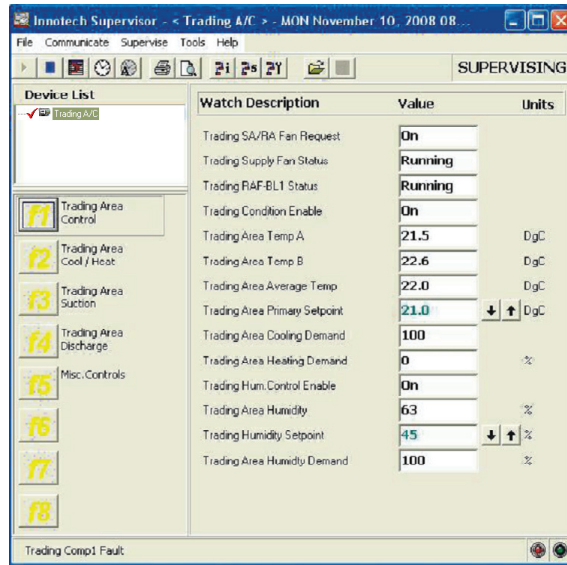 Innotech Supervisor - < Trading A/C > - MON November 10, 2008 08...
File Communicate Supervise Tools Help
?i ?s ?Y SUPERVISING
Device List
Trading A/C
f1 Trading Area Control
f2 Trading Area Cool / Heat
f3 Trading Area Suction
f4 Trading Area Discharge
f5 Misc.Controls
f6
f7
f8
Watch Description Value Units
Trading SA/RA Fan Request On
Trading Supply Fan Status Running
Trading RAF-BL1 Status Running
Trading Condition Enable On
Trading Area Temp A 21.5 DgC
Trading Area Temp B 22.6 DgC
Trading Area Average Temp 22.0 DgC
Trading Area Primary Setpoint 21.0 DgC
Trading Area Cooling Demand 100
Trading Area Heating Demand 0 %
Trading Hum.Control Enable On
Trading Area Humidity 63 %
Trading Humidity Setpoint 45 %
Trading Area Humidty Demand 100 %
Trading Comp1 Fault